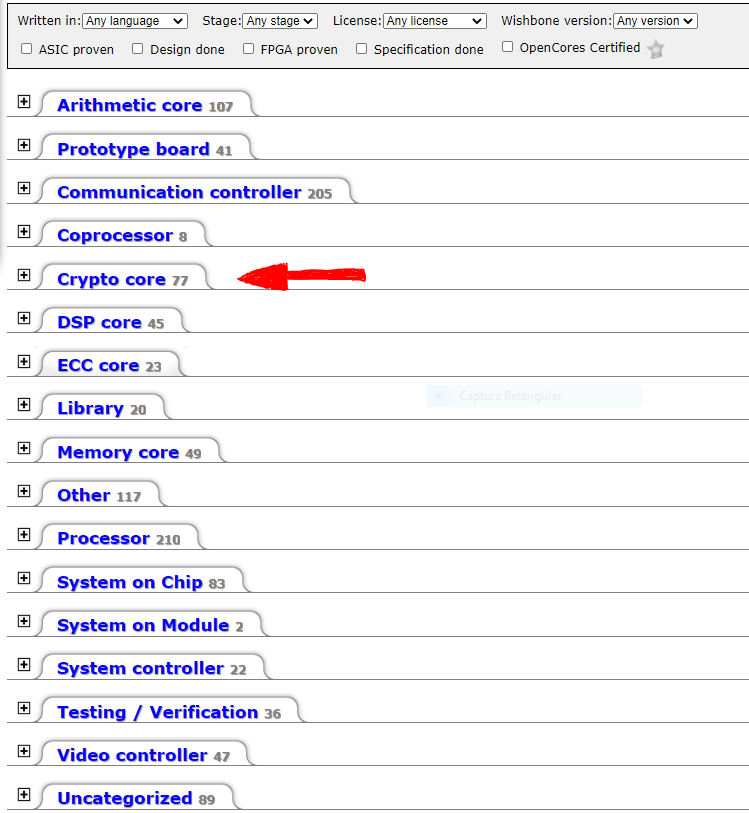 Written in: Any language Stage: Any stage License: Any license Wishbone version: Any version
ASIC proven Design done FPGA proven Specification done OpenCores Certified
Arithmetic core 107
Prototype board 41
Communication controller 205
Coprocessor 8
Crypto core 77
DSP core 45
ECC core 23
Captura Retangular
Library 20
Memory core 49
Other 117
Processor 210
System on Chip 83
System on Module 2
System controller 22
Testing / Verification 36
Video controller 47
Uncategorized 89